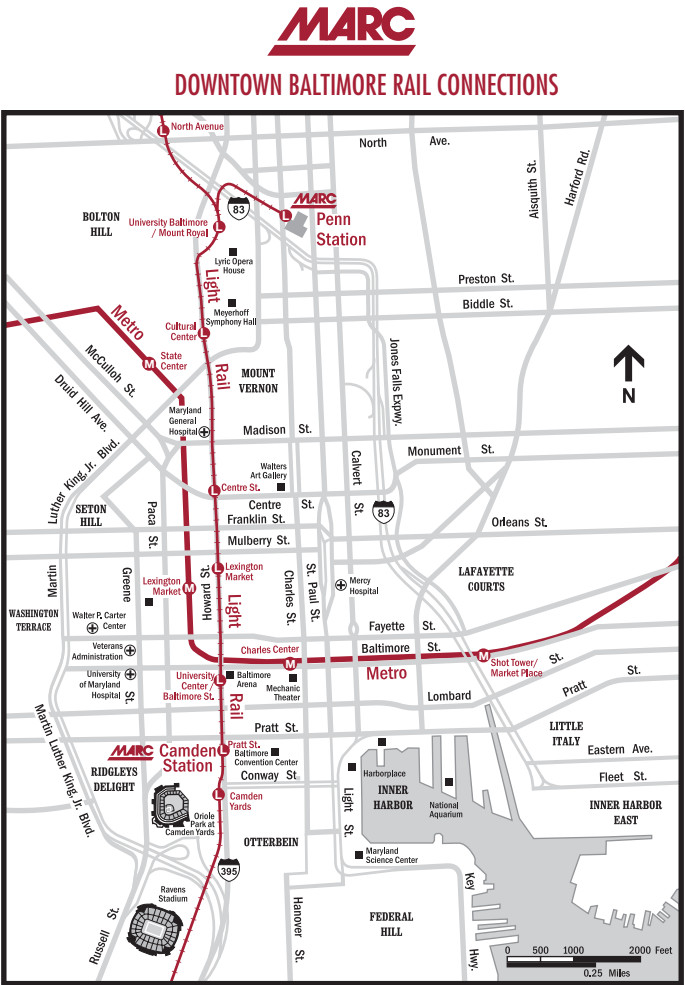 MARC
DOWNTOWN BALTIMORE RAIL CONNECTIONS
L North Avenue
North Ave.
Aisquith St.
Harford Rd.
BOLTON
HILL
83
MARC
L
Penn
Station
University Baltimore
/ Mount Royal
L
Lyric Opera
House
Light
Preston St.
Biddle St.
Meyerhoff
Symphony Hall
Metro
Cultural
Center
L
M
State
Center
McCulloh St.
Rail
Jones Falls Expwy.
N
Druid Hill Ave.
MOUNT
VERNON
Maryland
General
Hospital
Madison St.
Luther King, Jr. Blvd.
Monument St.
Walters
Art Gallery
Calvert St.
L Centre St.
Centre St.
SETON
HILL
Paca St.
Franklin St.
83
Orleans St.
Mulberry St.
Martin
Greene St.
Lexington
Market
M
L
Lexington
Market
Howard St.
Light
Charles St.
St. Paul St.
Mercy
Hospital
LAFAYETTE
COURTS
WASHINGTON
TERRACE
Walter P. Carter
Center
Fayette St.
Veterans
Administration
Charles Center
M
Baltimore St.
Metro
M
Shot Tower/
Market Place
University
of Maryland
Hospital
University
Center/
Baltimore St.
L
Baltimore
Arena
Mechanic
Theater
Rail
Lombard St.
Pratt St.
Martin Luther King, Jr. Blvd.
Pratt St.
LITTLE
ITALY
MARC Camden
Station
L
Pratt St.
Baltimore
Convention Center
Eastern Ave.
RIDGLEYS
DELIGHT
Conway St.
Harborplace
Fleet St.
L
Camden
Yards
Light St.
INNER
HARBOR
National
Aquarium
INNER HARBOR
EAST
Oriole
Park at
Camden Yards
OTTERBEIN
Maryland
Science Center
395
Ravens
Stadium
Russell St.
Hanover St.
FEDERAL
HILL
Key Hwy.
0 500 1000 2000 Feet
0.25 Miles